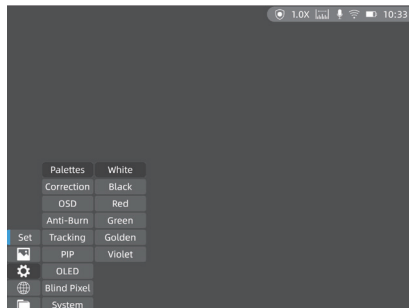 1.0X 10:33
Palettes White
Correction Black
OSD Red
Anti-Burn Green
Set Tracking Golden
PIP Violet
OLED
Blind Pixel
System